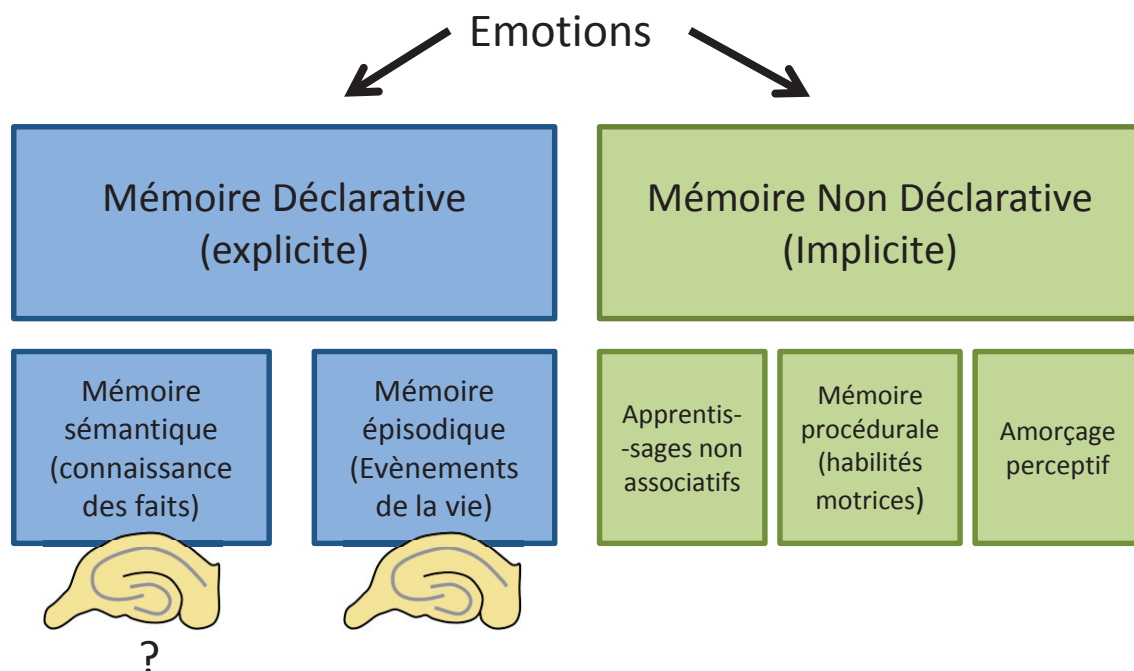 Emotions
Mémoire Déclarative
(explicite)
Mémoire Non Déclarative
(Implicite)
Mémoire
sémantique
(connaissance
des faits)
Mémoire
épisodique
(Evènements
de la vie)
Apprentis-
-sages non
associatifs
Mémoire
procédurale
(habilités
motrices)
Amorçage
perceptif
?